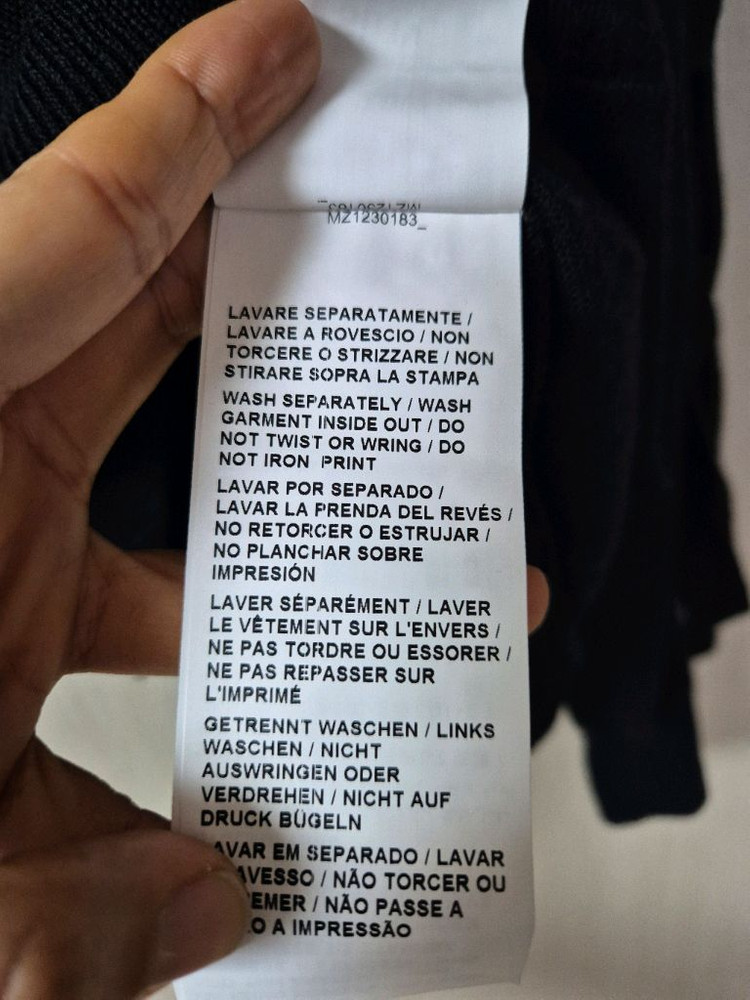 MZ1230183_
LAVARE SEPARATAMENTE /
LAVARE A ROVESCIO / NON
TORCERE O STRIZZARE / NON
STIRARE SOPRA LA STAMPA
WASH SEPARATELY / WASH
GARMENT INSIDE OUT / DO
NOT TWIST OR WRING / DO
NOT IRON PRINT
LAVAR POR SEPARADO /
LAVAR LA PRENDA DEL REVÉS /
NO RETORCER O ESTRUJAR /
NO PLANCHAR SOBRE
IMPRESIÓN
LAVER SÉPARÉMENT / LAVER
LE VÊTEMENT SUR L'ENVERS /
NE PAS TORDRE OU ESSORER /
NE PAS REPASSER SUR
L'IMPRIMÉ
GETRENNT WASCHEN / LINKS
WASCHEN / NICHT
AUSWRINGEN ODER
VERDREHEN / NICHT AUF
DRUCK BÜGELN
AVAR EM SEPARADO / LAVAR
AVESSO / NÃO TORCER OU
EMER / NÃO PASSE A
O A IMPRESSÃO